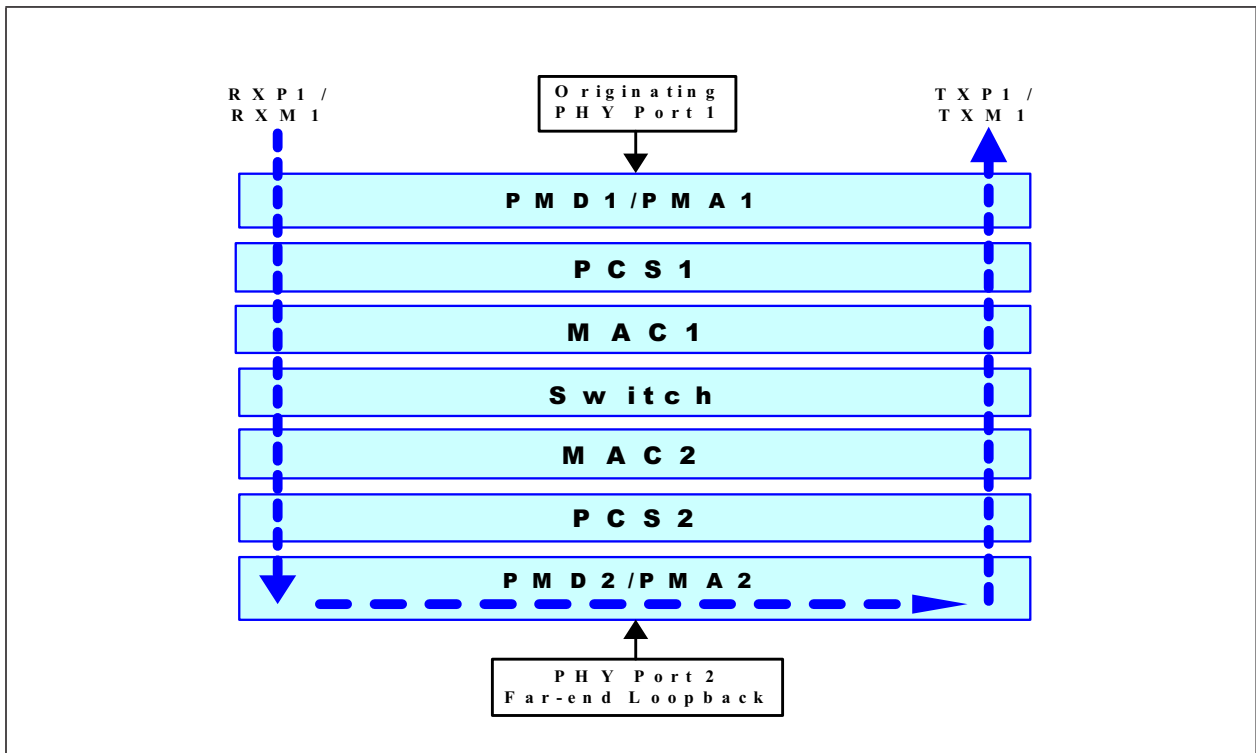 RXP1 /
RXM1
Originating
PHY Port 1
TXP1/
TXM1
PMD1/PMA1
PCS1
MAC1
Switch
MAC2
PCS2
PMD2/PMA2
PHY Port 2
Far-end Loopback